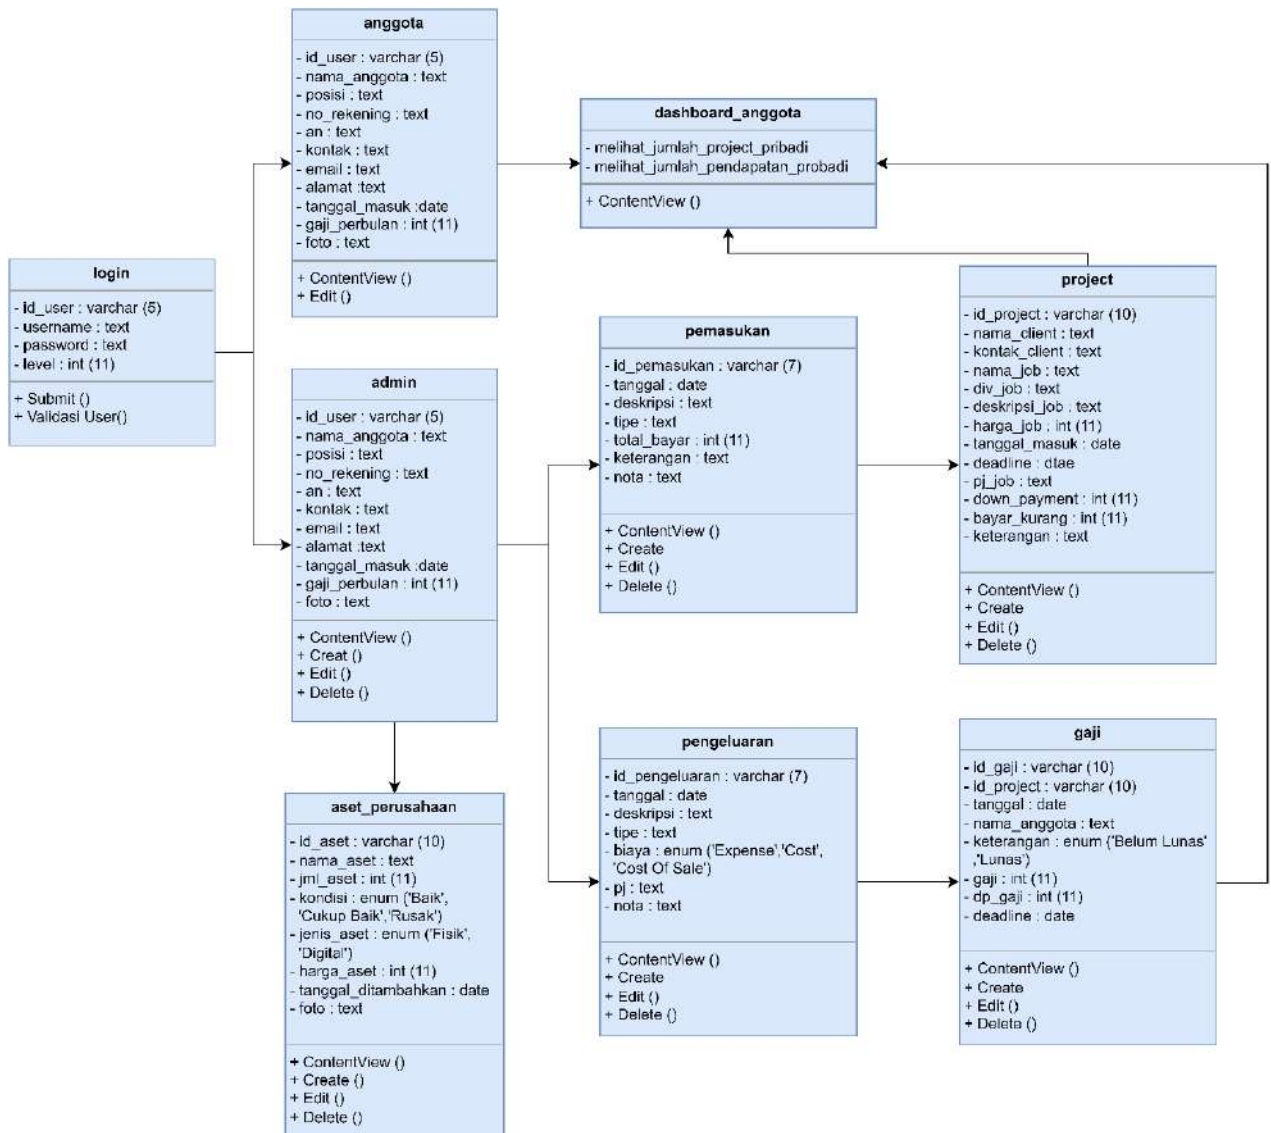 anggota
- id_user : varchar (5)
- nama_anggota : text
- posisi : text
- no_rekening : text
- an : text
- kontak : text
- email : text
- alamat :text
- tanggal_masuk :date
- gaji_perbulan : int (11)
- foto : text
+ ContentView ()
+ Edit ()
dashboard_anggota
- melihat_jumlah_project_pribadi
- melihat_jumlah_pendapatan_probadi
+ ContentView ()
login
- id_user : varchar (5)
- username : text
- password : text
- level : int (11)
+ Submit ()
+ Validasi User()
admin
- id_user : varchar (5)
- nama_anggota : text
- posisi : text
- no_rekening : text
- an : text
- kontak : text
- email : text
- alamat :text
- tanggal_masuk :date
- gaji_perbulan : int (11)
- foto : text
+ ContentView ()
+ Creat ()
+ Edit ()
+ Delete ()
pemasukan
- id_pemasukan : varchar (7)
- tanggal : date
- deskripsi : text
- tipe : text
- total_bayar : int (11)
- keterangan : text
- nota : text
+ ContentView ()
+ Create
+ Edit ()
+ Delete ()
project
- id_project : varchar (10)
- nama_client : text
- kontak_client : text
- nama_job : text
- div_job : text
- deskripsi_job : text
- harga_job : int (11)
- tanggal_masuk : date
- deadline : dtae
- pj_job : text
- down_payment : int (11)
- bayar_kurang : int (11)
- keterangan : text
+ ContentView ()
+ Create
+ Edit ()
+ Delete ()
aset_perusahaan
- id_aset : varchar (10)
- nama_aset : text
- jml_aset : int (11)
- kondisi : enum ('Baik',
'Cukup Baik','Rusak')
- jenis_aset : enum ('Fisik',
'Digital')
- harga_aset : int (11)
- tanggal_ditambahkan : date
- foto : text
+ ContentView ()
+ Create ()
+ Edit ()
+ Delete ()
pengeluaran
- id_pengeluaran : varchar (7)
- tanggal : date
- deskripsi : text
- tipe : text
- biaya : enum ('Expense','Cost',
'Cost Of Sale')
- pj : text
- nota : text
+ ContentView ()
+ Create
+ Edit ()
+ Delete ()
gaji
- id_gaji : varchar (10)
- id_project : varchar (10)
- tanggal : date
- nama_anggota : text
- keterangan : enum ('Belum Lunas'
,'Lunas')
- gaji : int (11)
- dp_gaji : int (11)
- deadline : date
+ ContentView ()
+ Create
+ Edit ()
+ Delete ()